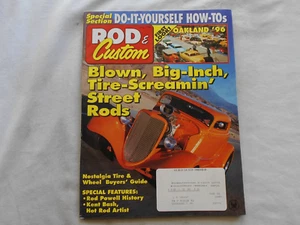 Special Section DO-IT-YOURSELF HOW-TOs
ROD & Custom
OAKLAND '96
Blown, Big-Inch,
Tire-Screamin'
Street
Rods
Nostalgia Tire &
Wheel Buyers' Guide
SPECIAL FEATURES:
• Rod Powell History
• Kent Bash,
Hot Rod Artist